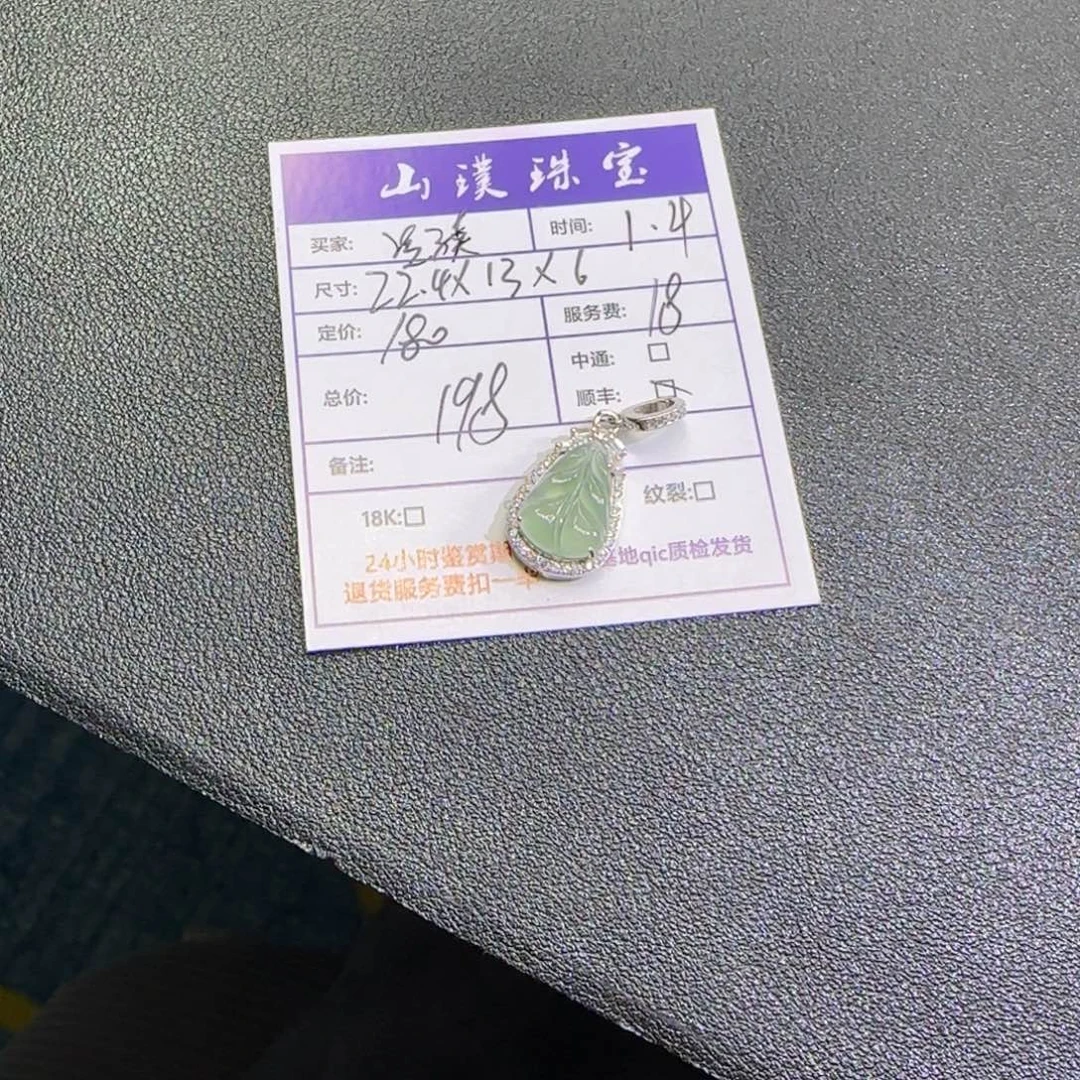 山璞珠宝
买家: 时间: 1.4
尺寸: 22.4X13X6
定价: 180 服务费: 18
中通: □
总价: 198 顺丰:
备注:
18K:□ 纹裂:□
24小时鉴赏 基地qic质检发货
退货服务费扣一半